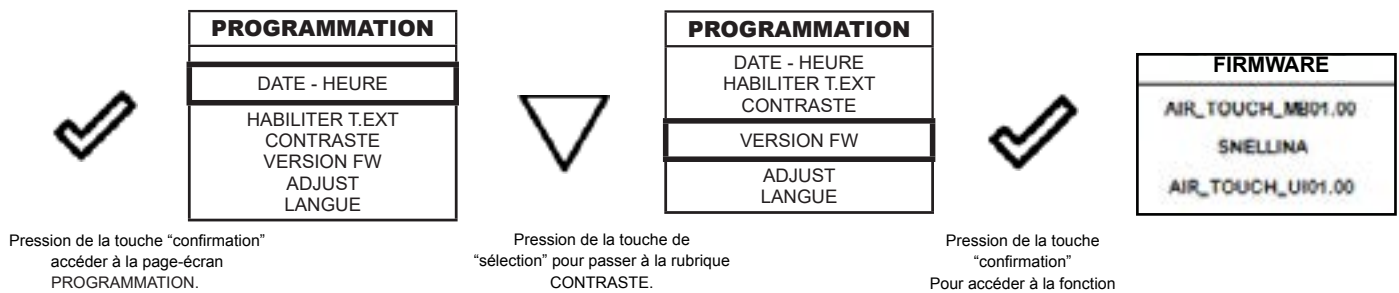 PROGRAMMATION
DATE - HEURE
HABILITER T.EXT
CONTRASTE
VERSION FW
ADJUST
LANGUE
Pression de la touche “confirmation”
accéder à la page-écran
PROGRAMMATION.
PROGRAMMATION
DATE - HEURE
HABILITER T.EXT
CONTRASTE
VERSION FW
ADJUST
LANGUE
Pression de la touche de
“sélection” pour passer à la rubrique
CONTRASTE.
Pression de la touche
“confirmation”
Pour accéder à la fonction
FIRMWARE
AIR_TOUCH_MB01.00
SNELLINA
AIR_TOUCH_UI01.00